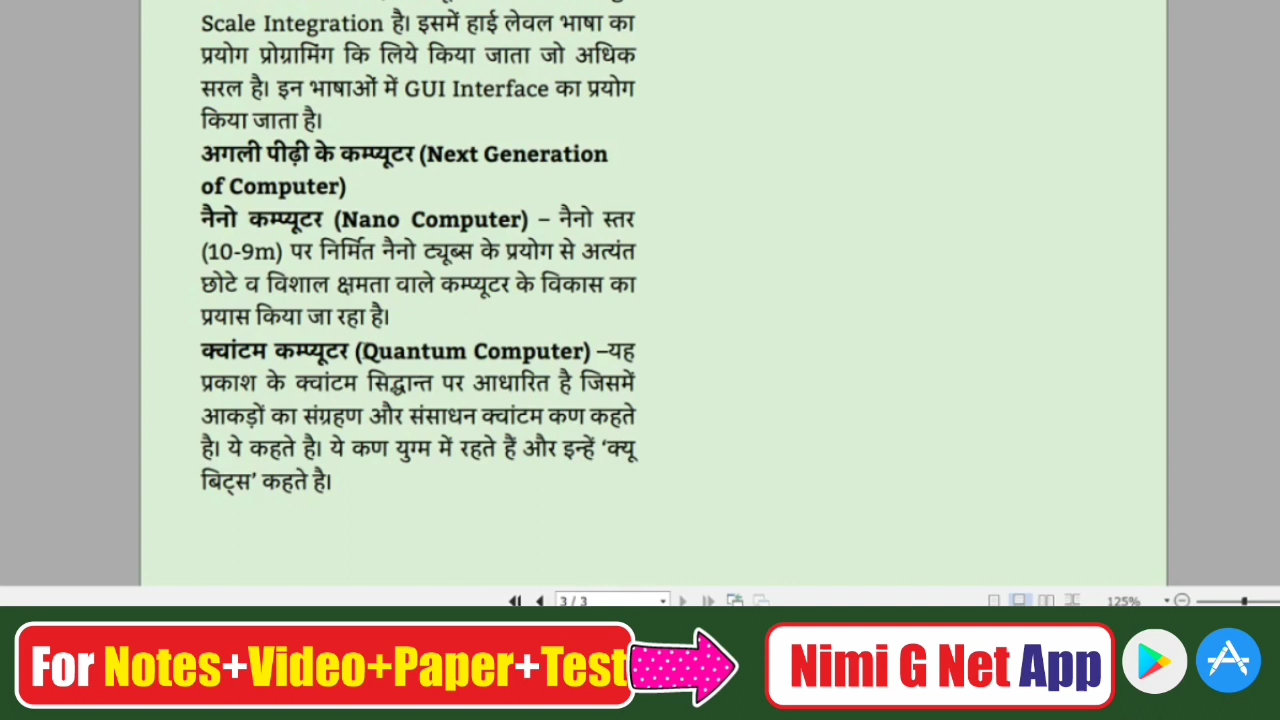 Scale Integration है। इसमें हाई लेवल भाषा का
प्रयोग प्रोग्रामिंग कि लिये किया जाता जो अधिक
सरल है। इन भाषाओं में GUI Interface का प्रयोग
किया जाता है।
अगली पीढ़ी के कम्प्यूटर (Next Generation
of Computer)
नैनो कम्प्यूटर (Nano Computer) – नैनो स्तर
(10-9m) पर निर्मित नैनो ट्यूब्स के प्रयोग से अत्यंत
छोटे व विशाल क्षमता वाले कम्प्यूटर के विकास का
प्रयास किया जा रहा है।
क्वांटम कम्प्यूटर (Quantum Computer) –यह
प्रकाश के क्वांटम सिद्धान्त पर आधारित है जिसमें
आकड़ों का संग्रहण और संसाधन क्वांटम कण कहते
है। ये कहते है। ये कण युग्म में रहते हैं और इन्हें ‘क्यू
बिट्स’ कहते है।
3 / 3
125%
For Notes+Video+Paper+Test
Nimi G Net App